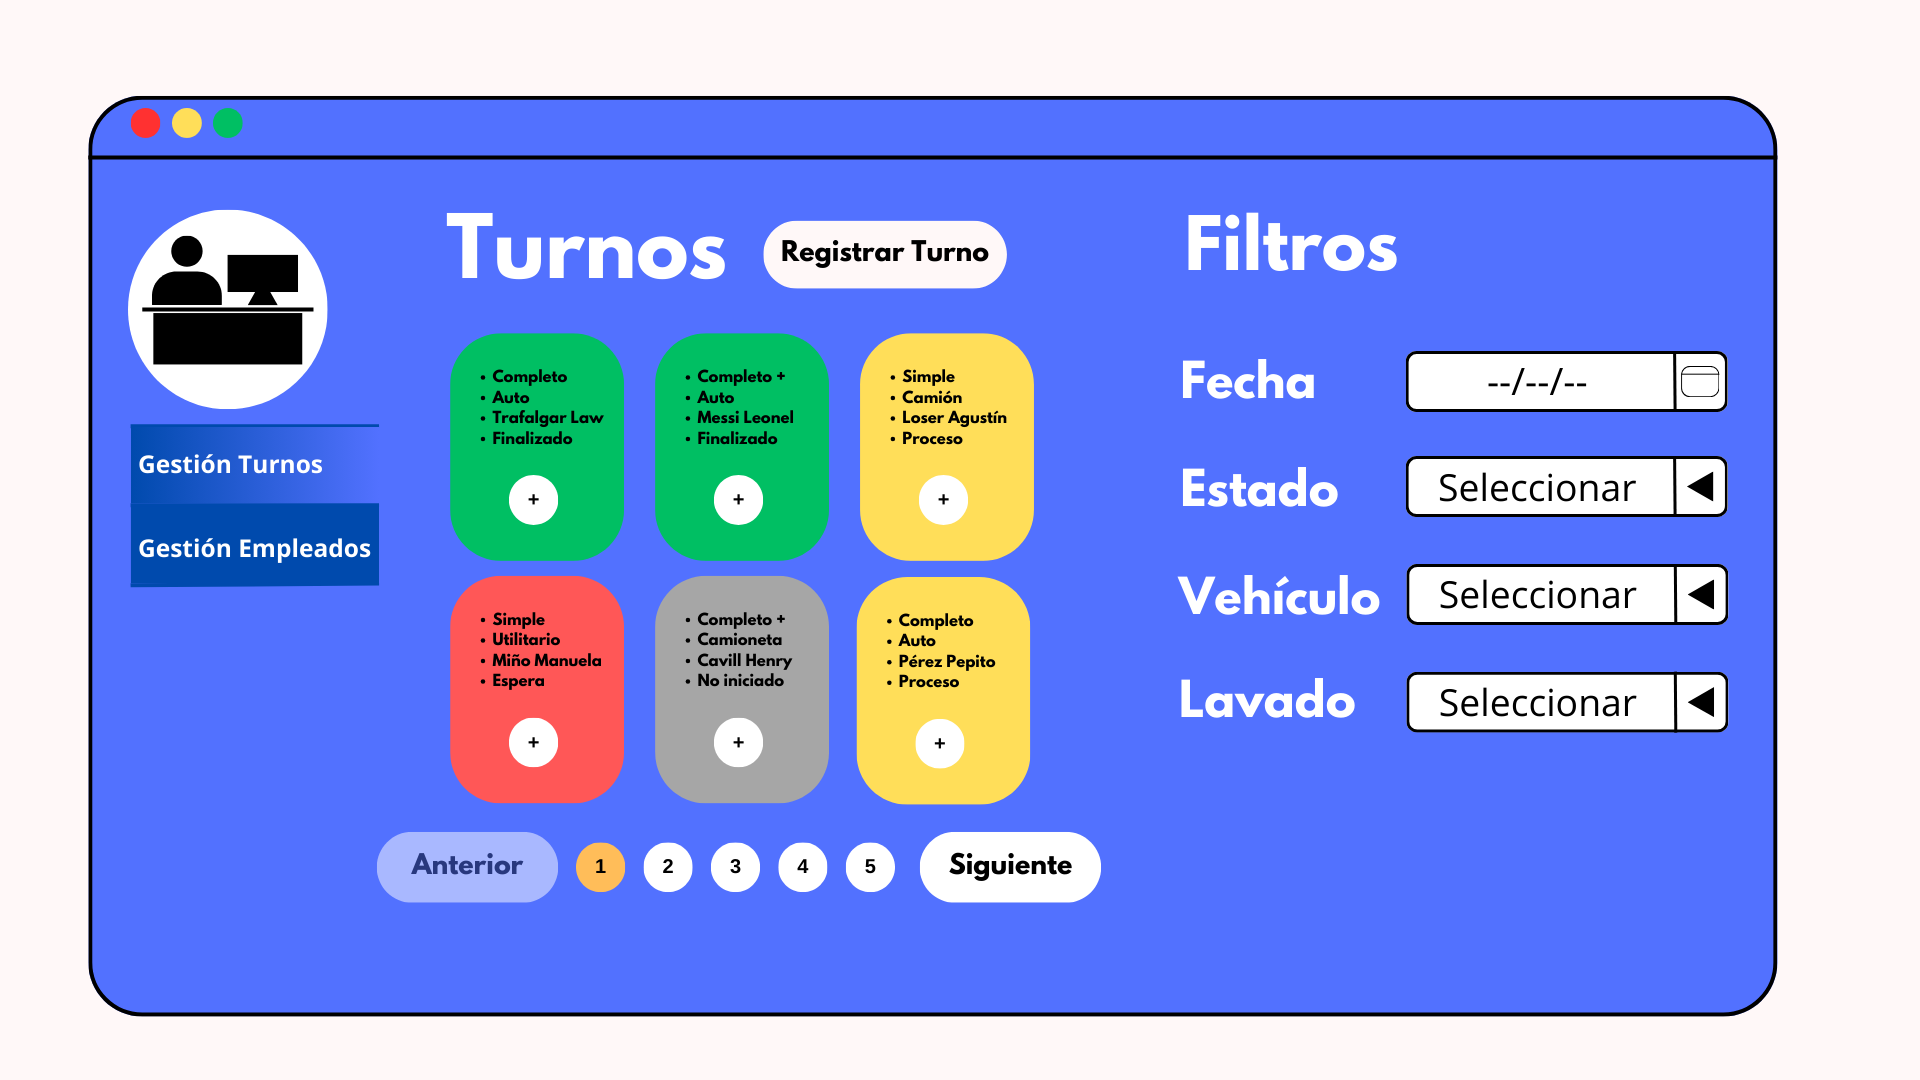 Turnos
Registrar Turno
Filtros
Gestión Turnos
Gestión Empleados
• Completo
• Auto
• Trafalgar Law
• Finalizado
+
• Completo +
• Auto
• Messi Leonel
• Finalizado
+
• Simple
• Camión
• Loser Agustín
• Proceso
+
• Simple
• Utilitario
• Miño Manuela
• Espera
+
• Completo +
• Camioneta
• Cavill Henry
• No iniciado
+
• Completo
• Auto
• Pérez Pepito
• Proceso
+
Anterior
1
2
3
4
5
Siguiente
Fecha
--/--/--
Estado
Seleccionar
Vehículo
Seleccionar
Lavado
Seleccionar